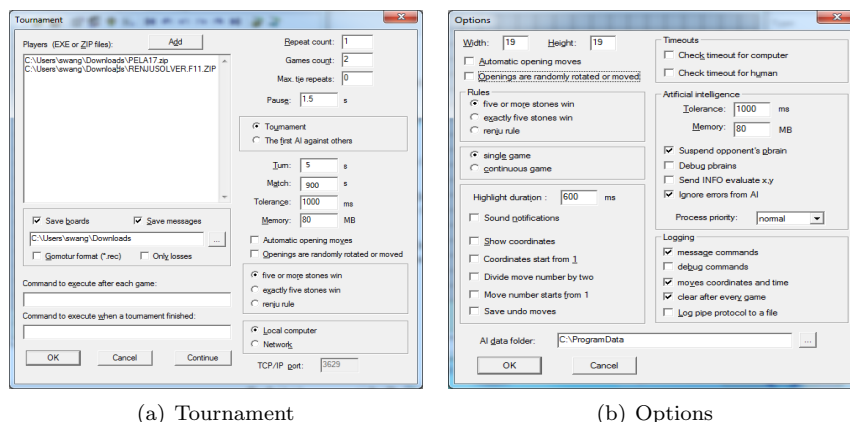 Tournament
Players (EXE or ZIP files):
Add
C:\Users\swang\Downloads\PELA17.zip
C:\Users\swang\Downloads\RENJUSOLVER.F11.ZIP
Save boards
Save messages
C:\Users\swang\Downloads
...
Gomotur format (*.rec)
Only losses
Command to execute after each game:
Command to execute when a tournament finished:
OK
Cancel
Continue
Repeat count: 1
Games count: 2
Max. tie repeats: 0
Pause: 1.5 s
Tournament
The first AI against others
Turn: 5 s
Match: 900 s
Tolerance: 1000 ms
Memory: 80 MB
Automatic opening moves
Openings are randomly rotated or moved
five or more stones win
exactly five stones win
renju rule
Local computer
Network
TCP/IP port: 3629
(a) Tournament
Options
Width: 19 Height: 19
Automatic opening moves
Openings are randomly rotated or moved
Rules
five or more stones win
exactly five stones win
renju rule
single game
continuous game
Highlight duration : 600 ms
Sound notifications
Show coordinates
Coordinates start from 1
Divide move number by two
Move number starts from 1
Save undo moves
Timeouts
Check timeout for computer
Check timeout for human
Artificial intelligence
Tolerance: 1000 ms
Memory: 80 MB
Suspend opponent's pbrain
Debug pbrains
Send INFO evaluate x,y
Ignore errors from AI
Process priority: normal
Logging
message commands
debug commands
moves coordinates and time
clear after every game
Log pipe protocol to a file
AI data folder: C:\ProgramData ...
OK
Cancel
(b) Options